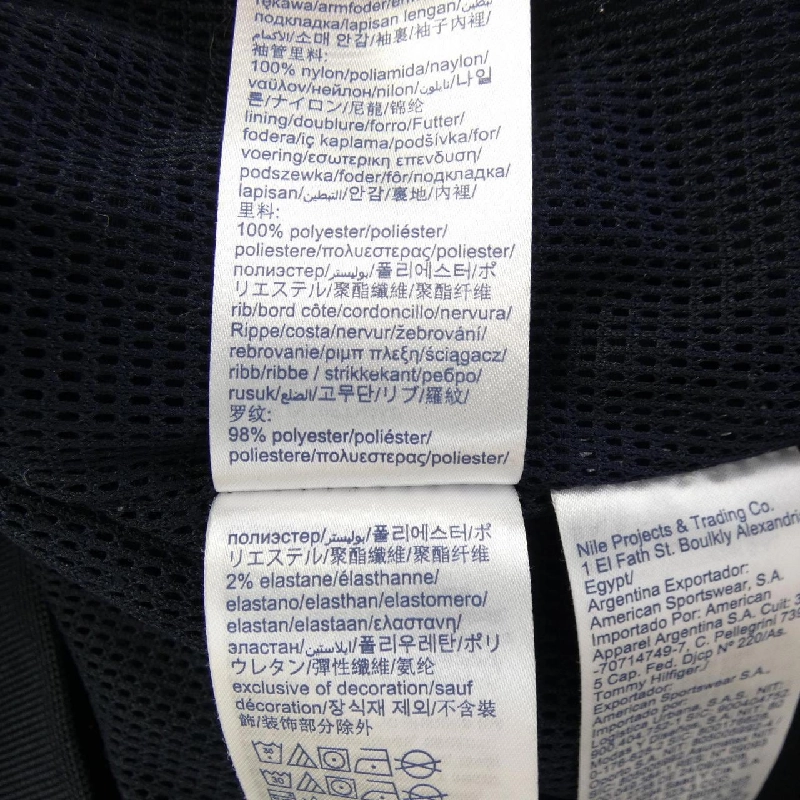 rękawa/armfoder/
подкладка/lapisan lengan/
소매 안감/袖裏/袖子內裡/
袖管里料:
100% nylon/poliamida/naylon/
ναϋλον/нейлон/nilon/نايلون/나일
론/ナイロン/尼龍/锦纶
lining/doublure/forro/Futter/
fodera/iç kaplama/podšívka/for/
voering/εσωτερικη επενδυση/
podszewka/foder/fôr/подкладка/
lapisan/التبطين/안감/裏地/內裡/
里料:
100% polyester/poliéster/
poliestere/πολυεστερας/poliester/
полиэстер/بوليستر/폴리에스터/ポ
リエステル/聚酯纖維/聚酯纤维
rib/bord côte/cordoncillo/nervura/
Rippe/costa/nervur/žebrování/
rebrovanie/ριμπ πλεξη/ściągacz/
ribb/ribbe / strikkekant/ребро/
rusuk/الضلع/고무단/リブ/羅紋/
罗纹:
98% polyester/poliéster/
poliestere/πολυεστερας/poliester/
полиэстер/بوليستر/폴리에스터/ポ
リエステル/聚酯纖維/聚酯纤维
2% elastane/élasthanne/
elastano/elasthan/elastomero/
elastan/elastaan/ελαστανη/
эластан/ايلاستين/폴리우레탄/ポリ
ウレタン/彈性纖維/氨纶
exclusive of decoration/sauf
décoration/장식재 제외/不含裝
飾/装饰部分除外
Nile Projects & Trading Co.
1 El Fath St. Boulkly Alexandri
Egypt/
Argentina Exportador:
American Sportswear, S.A.
Importado Por: American
Apparel Argentina S.A. Cuit: 3
-70714749-7, C. Pellegrini 73
5 Cap. Fed. Djcp Nº 220/As.
Tommy Hilfiger./
Exportador:
American Sportswear S.A.,